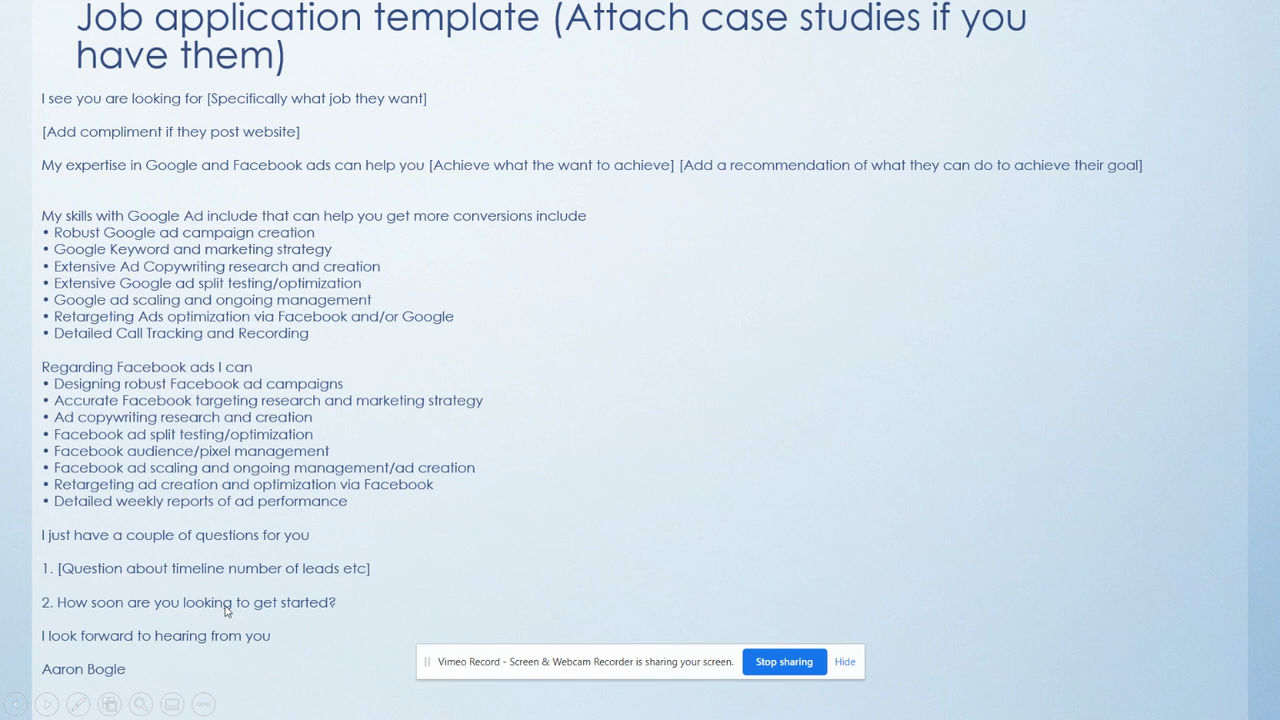 Job application template (Attach case studies if you
have them)
I see you are looking for [Specifically what job they want]
[Add compliment if they post website]
My expertise in Google and Facebook ads can help you [Achieve what the want to achieve] [Add a recommendation of what they can do to achieve their goal]
My skills with Google Ad include that can help you get more conversions include
• Robust Google ad campaign creation
• Google Keyword and marketing strategy
• Extensive Ad Copywriting research and creation
• Extensive Google ad split testing/optimization
• Google ad scaling and ongoing management
• Retargeting Ads optimization via Facebook and/or Google
• Detailed Call Tracking and Recording
Regarding Facebook ads I can
• Designing robust Facebook ad campaigns
• Accurate Facebook targeting research and marketing strategy
• Ad copywriting research and creation
• Facebook ad split testing/optimization
• Facebook audience/pixel management
• Facebook ad scaling and ongoing management/ad creation
• Retargeting ad creation and optimization via Facebook
• Detailed weekly reports of ad performance
I just have a couple of questions for you
1. [Question about timeline number of leads etc]
2. How soon are you looking to get started?
I look forward to hearing from you
Aaron Bogle
Vimeo Record - Screen & Webcam Recorder is sharing your screen. Stop sharing Hide